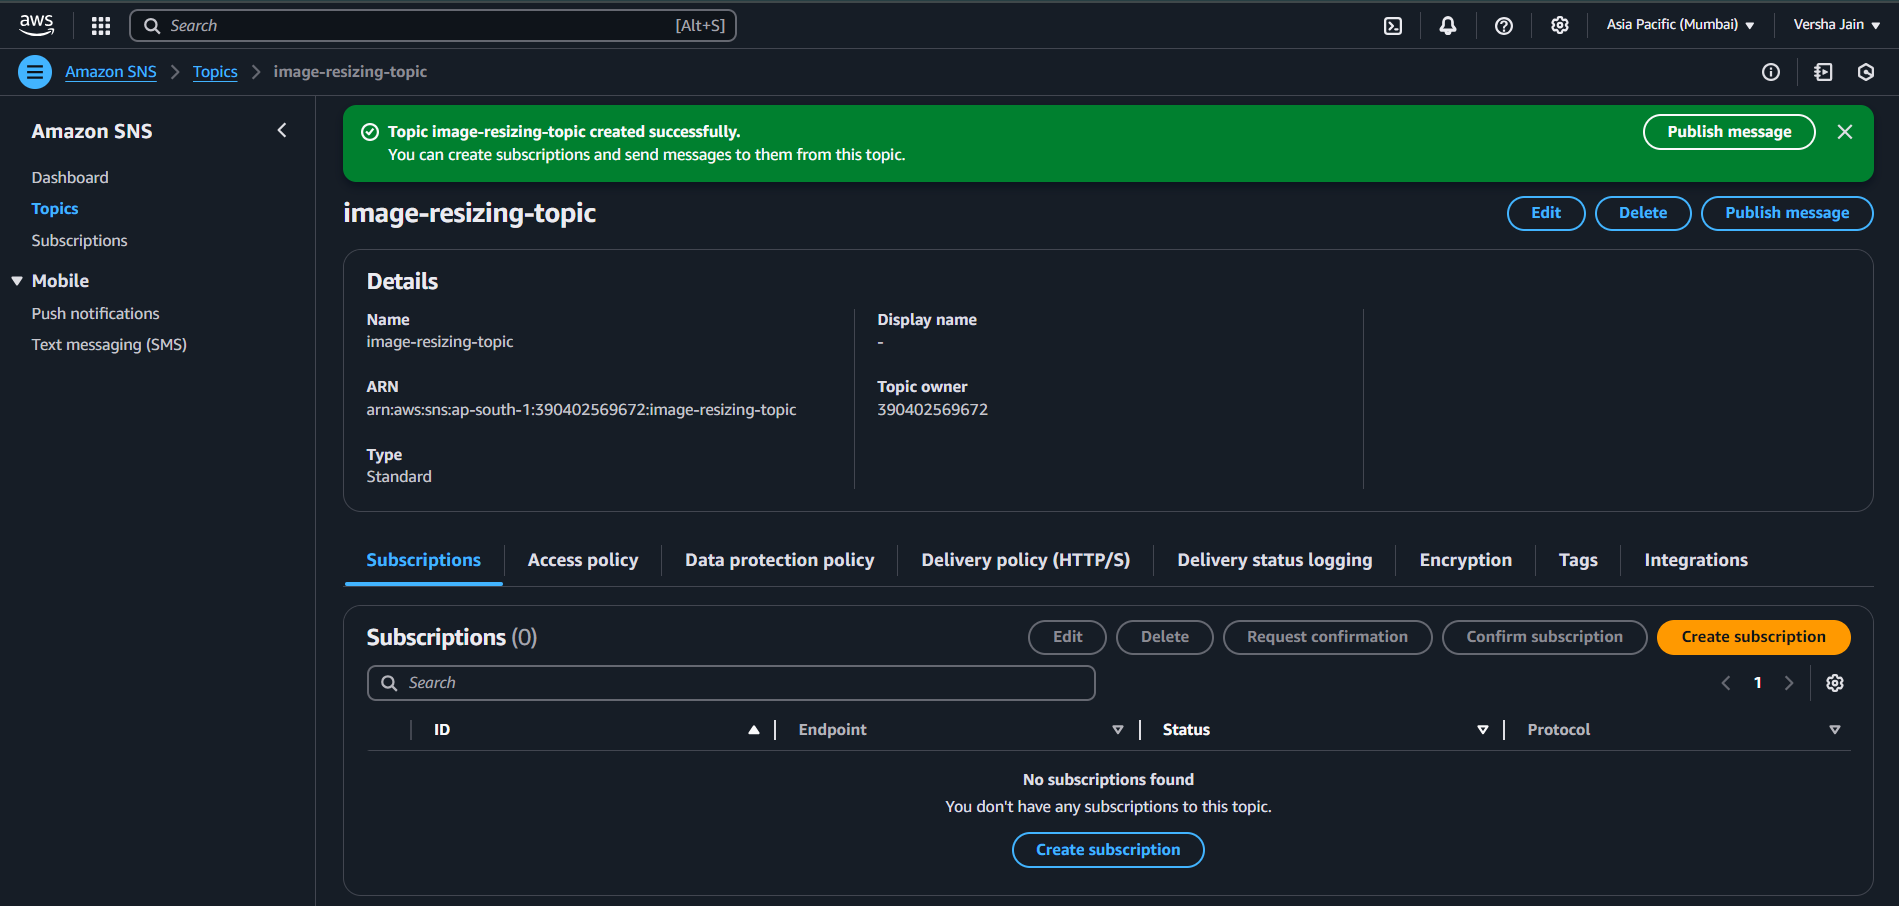 aws
Search [Alt+S]
Asia Pacific (Mumbai)
Versha Jain
Amazon SNS
Topics
image-resizing-topic
Amazon SNS
Dashboard
Topics
Subscriptions
Mobile
Push notifications
Text messaging (SMS)
Topic image-resizing-topic created successfully.
You can create subscriptions and send messages to them from this topic.
Publish message
image-resizing-topic
Edit
Delete
Publish message
Details
Name
image-resizing-topic
ARN
arn:aws:sns:ap-south-1:390402569672:image-resizing-topic
Type
Standard
Display name
-
Topic owner
390402569672
Subscriptions
Access policy
Data protection policy
Delivery policy (HTTP/S)
Delivery status logging
Encryption
Tags
Integrations
Subscriptions (0)
Edit
Delete
Request confirmation
Confirm subscription
Create subscription
Search
1
ID
Endpoint
Status
Protocol
No subscriptions found
You don't have any subscriptions to this topic.
Create subscription